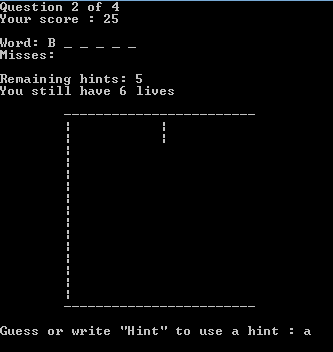 Question 2 of 4
Your score : 25
Word: B _ _ _ _ _
Misses:
Remaining hints: 5
You still have 6 lives
Guess or write "Hint" to use a hint : a